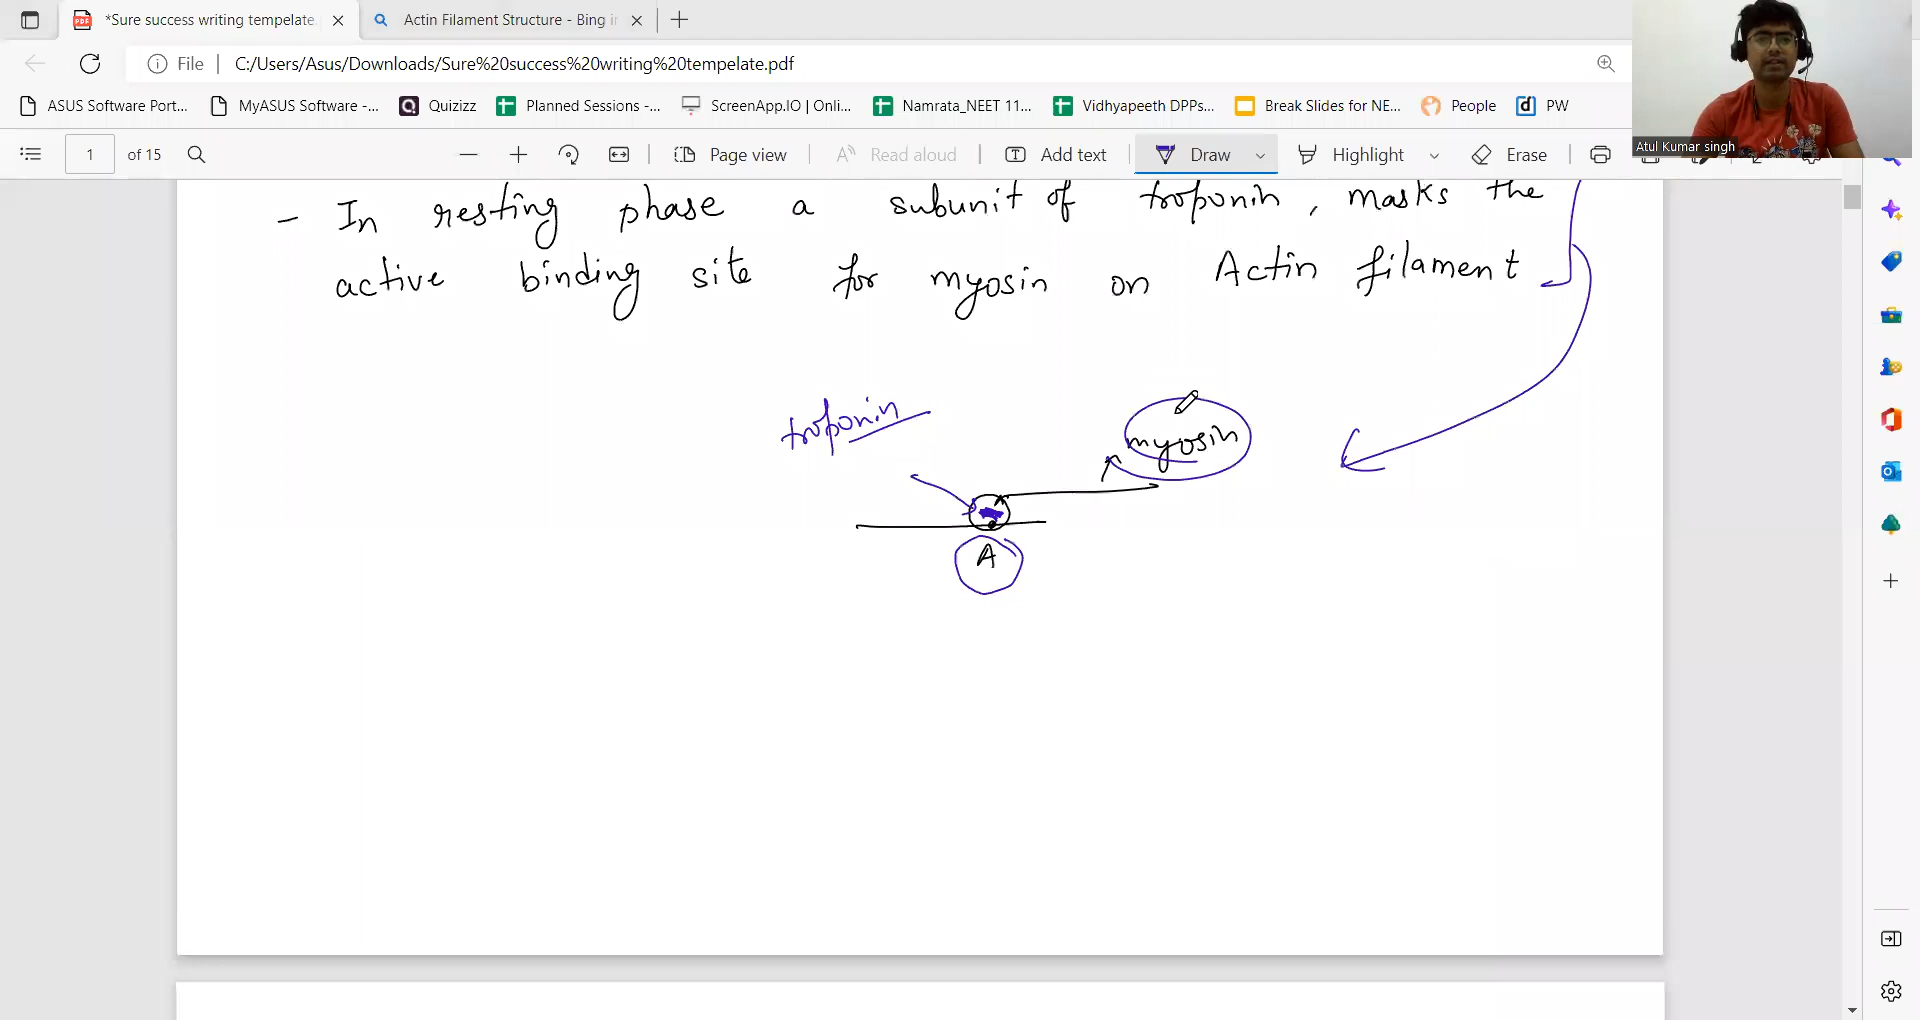 *Sure success writing tempelate.
Actin Filament Structure - Bing in
File
C:/Users/Asus/Downloads/Sure%20success%20writing%20tempelate.pdf
ASUS Software Port...
MyASUS Software -...
Quizizz
Planned Sessions -...
ScreenApp.IO | Onli...
Namrata_NEET 11...
Vidhyapeeth DPPs...
Break Slides for NE...
People
PW
1
of 15
Page view
Read aloud
Add text
Draw
Highlight
Erase
Atul Kumar singh
- In resting phase a subunit of troponin, masks the
active binding site for myosin on Actin filament
troponin
myosin
A